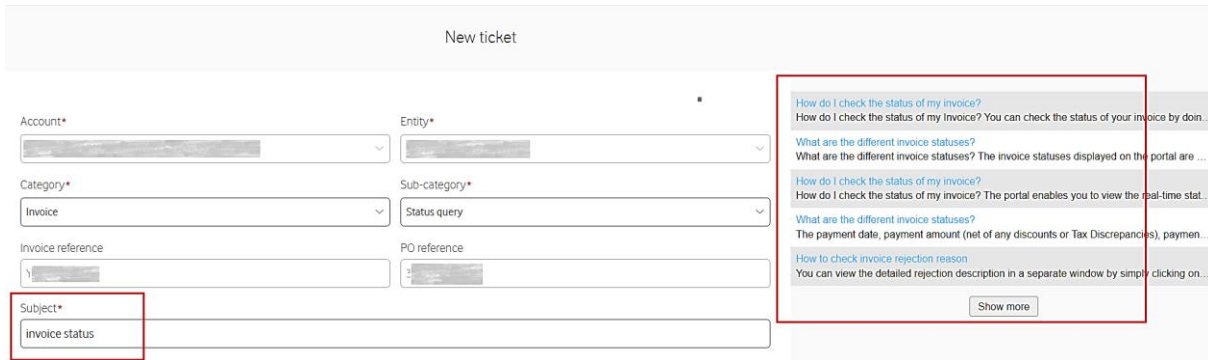 New ticket
Account*
Entity*
Category*
Sub-category*
Invoice
Status query
Invoice reference
PO reference
Y
Subject*
invoice status
How do I check the status of my invoice?
How do I check the status of my Invoice? You can check the status of your invoice by doin...
What are the different invoice statuses?
What are the different invoice statuses? The invoice statuses displayed on the portal are ...
How do I check the status of my invoice?
How do I check the status of my invoice? The portal enables you to view the real-time stat...
What are the different invoice statuses?
The payment date, payment amount (net of any discounts or Tax Discrepancies), paymen...
How to check invoice rejection reason
You can view the detailed rejection description in a separate window by simply clicking on...
Show more